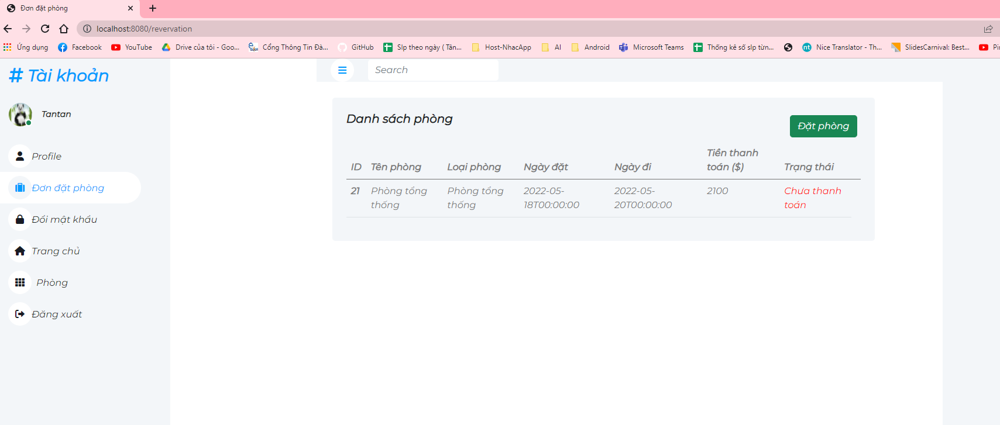 Đơn đặt phòng
localhost:8080/revervation
Ứng dụng Facebook YouTube Drive của tôi - Goo... Cổng Thông Tin Đà... GitHub Slp theo ngày ( Tân... Host-NhacApp AI Android Microsoft Teams Thống kê số slp từn... nt Nice Translator - Th... SlidesCarnival: Best...
# Tài khoản
Search
Tantan
Danh sách phòng
Đặt phòng
Profile
Đơn đặt phòng
Đổi mật khẩu
Trang chủ
Phòng
Đăng xuất
Tiền thanh
ID Tên phòng Loại phòng Ngày đặt Ngày đi toán ($) Trạng thái
21 Phòng tổng Phòng tổng 2022-05- 2022-05- 2100 Chưa thanh
thống thống 18T00:00:00 20T00:00:00 toán